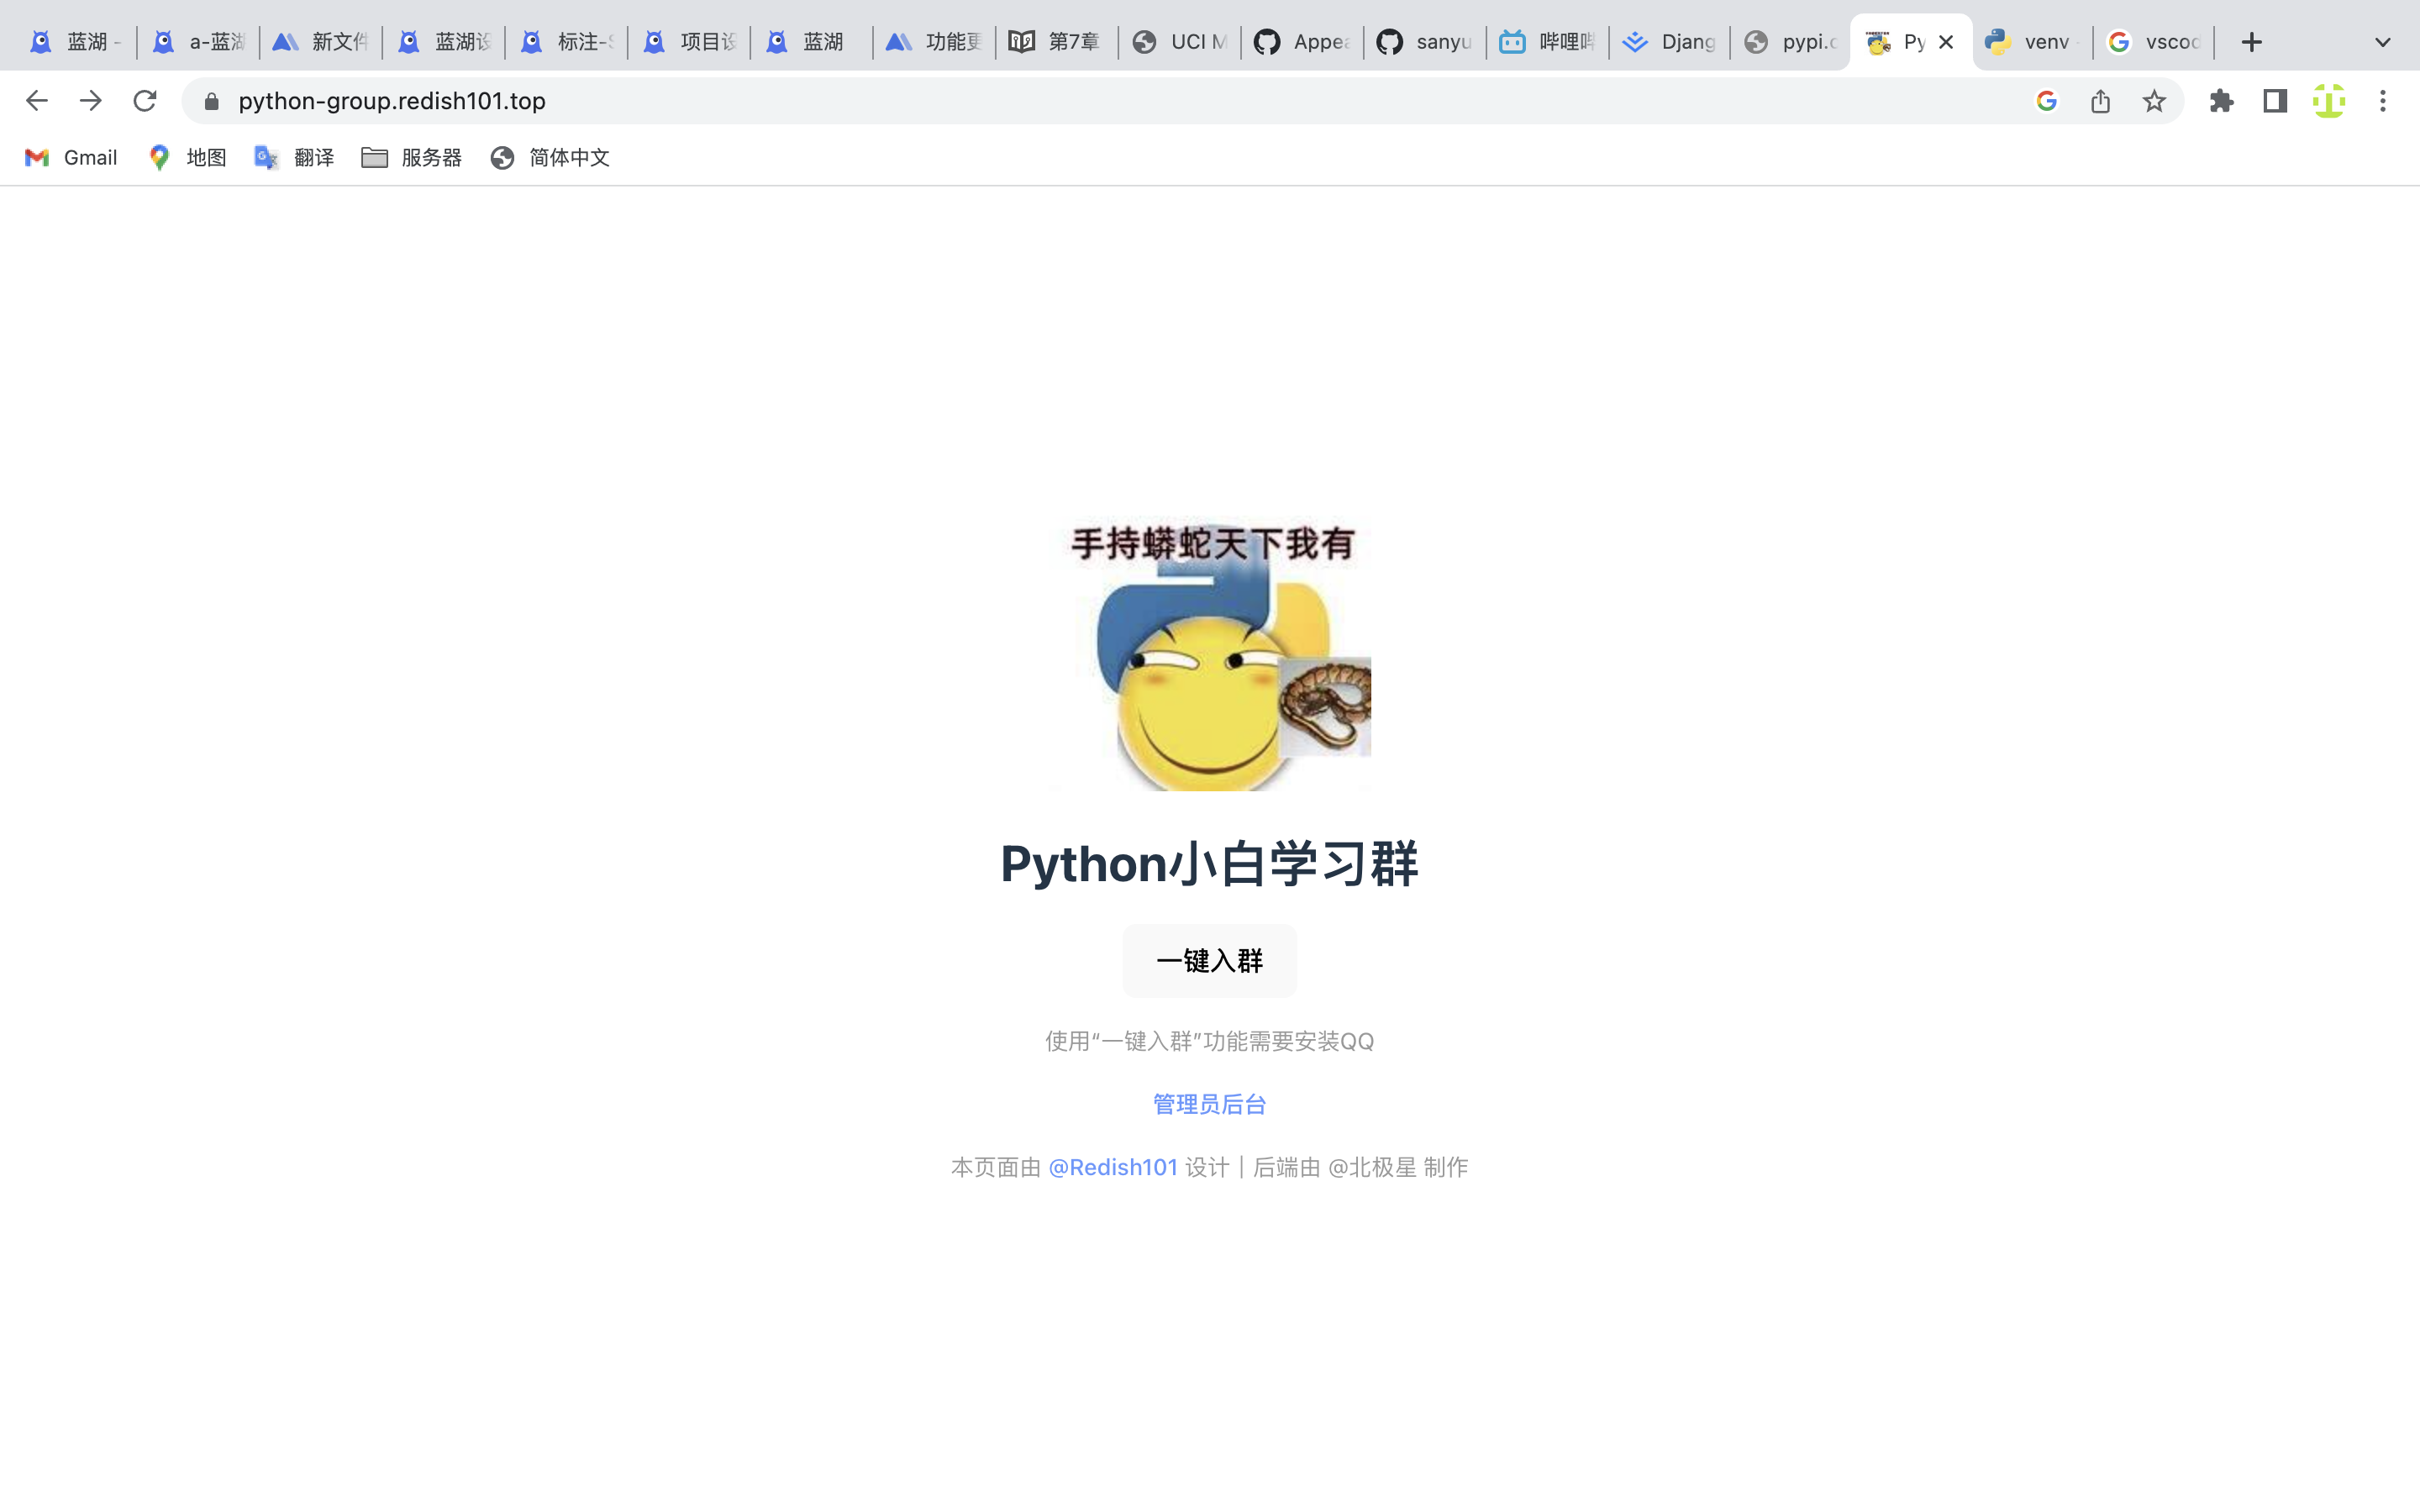 蓝湖 -
a-蓝湖
新文件
蓝湖设
标注-S
项目设
蓝湖
功能更
第7章
UCI M
Appea
sanyu
哔哩哔
Djang
pypi.c
Py
venv -
vscod
python-group.redish101.top
Gmail
地图
翻译
服务器
简体中文
手持蟒蛇天下我有
Python小白学习群
一键入群
使用“一键入群”功能需要安装QQ
管理员后台
本页面由 @Redish101 设计｜后端由 @北极星 制作